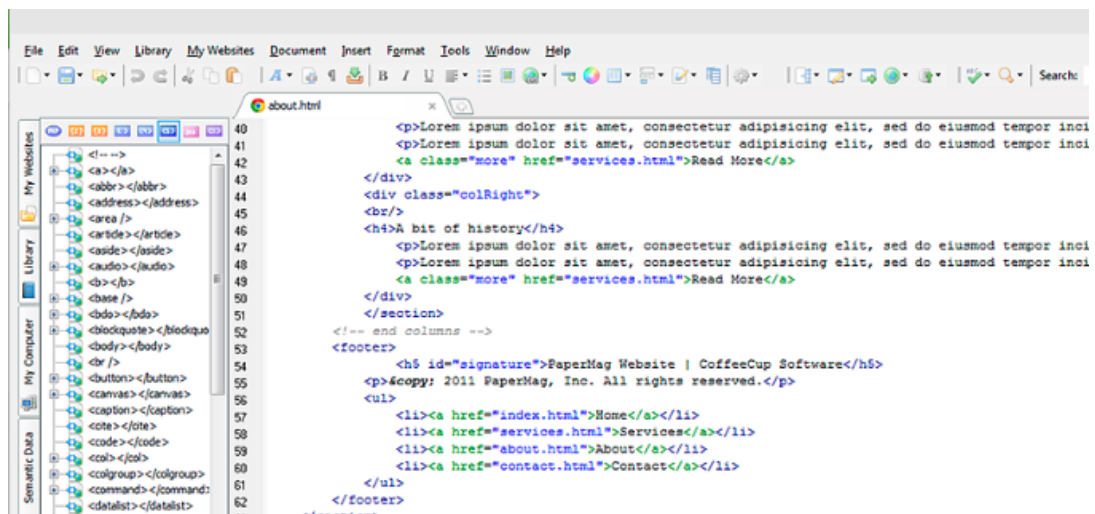 File Edit View Library My Websites Document Insert Format Tools Window Help
B I U Search:
about.html
My Websites
Library
My Computer
Semantic Data
<!-- -->
<a></a>
<abbr></abbr>
<address></address>
<area />
<article></article>
<aside></aside>
<audio></audio>
<b></b>
<base />
<bdo></bdo>
<blockquote></blockquo
<body></body>
<br />
<button></button>
<canvas></canvas>
<caption></caption>
<cite></cite>
<code></code>
<col></col>
<colgroup></colgroup>
<command></command>
<datalist></datalist>
40 <p>Lorem ipsum dolor sit amet, consectetur adipisicing elit, sed do eiusmod tempor inci
41 <p>Lorem ipsum dolor sit amet, consectetur adipisicing elit, sed do eiusmod tempor inci
42 <a class="more" href="services.html">Read More</a>
43 </div>
44 <div class="colRight">
45 <br/>
46 <h4>A bit of history</h4>
47 <p>Lorem ipsum dolor sit amet, consectetur adipisicing elit, sed do eiusmod tempor inci
48 <p>Lorem ipsum dolor sit amet, consectetur adipisicing elit, sed do eiusmod tempor inci
49 <a class="more" href="services.html">Read More</a>
50 </div>
51 </section>
52 <!-- end columns -->
53 <footer>
54 <h5 id="signature">PaperMag Website | CoffeeCup Software</h5>
55 <p>&copy; 2011 PaperMag, Inc. All rights reserved.</p>
56 <ul>
57 <li><a href="index.html">Home</a></li>
58 <li><a href="services.html">Services</a></li>
59 <li><a href="about.html">About</a></li>
60 <li><a href="contact.html">Contact</a></li>
61 </ul>
62 </footer>